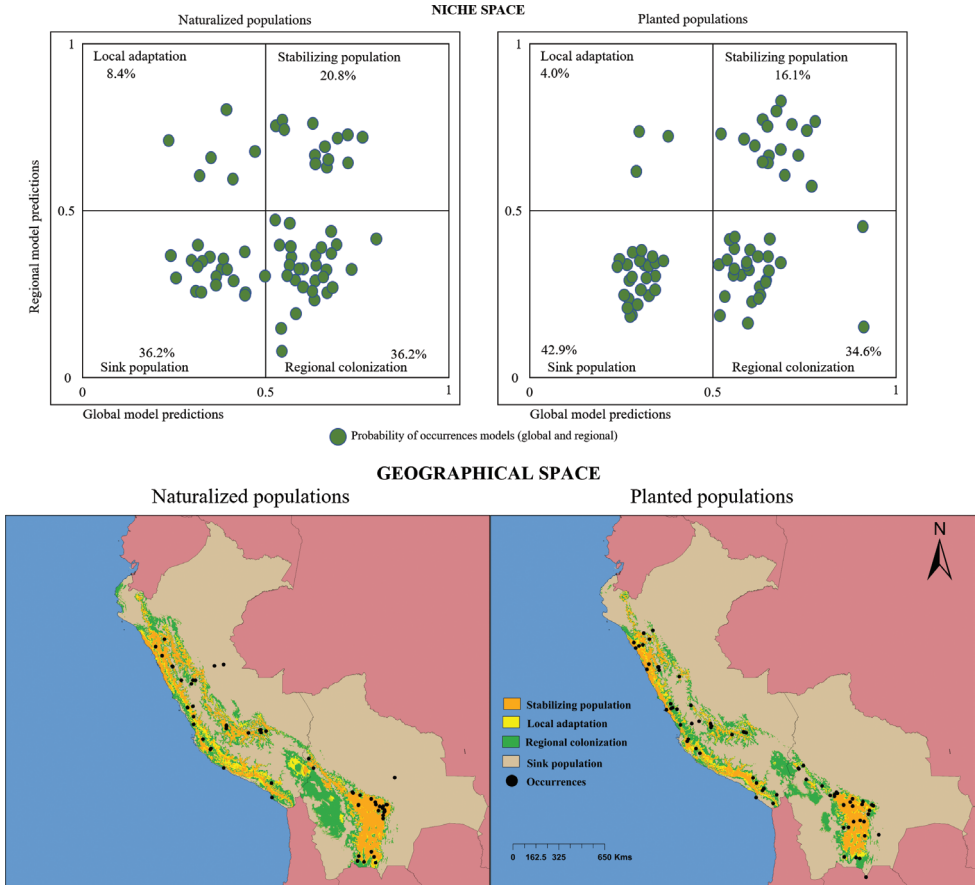 NICHE SPACE
Naturalized populations
Planted populations
1
Local adaptation
8.4%
Stabilizing population
20.8%
0.5
Regional model predictions
36.2%
Sink population
36.2%
Regional colonization
0
0
0.5
1
Global model predictions
1
Local adaptation
4.0%
Stabilizing population
16.1%
0.5
42.9%
Sink population
34.6%
Regional colonization
0
0
0.5
1
Global model predictions
Probability of occurrences models (global and regional)
GEOGRAPHICAL SPACE
Naturalized populations
Planted populations
N
Stabilizing population
Local adaptation
Regional colonization
Sink population
Occurrences
0 162.5 325 650 Kms